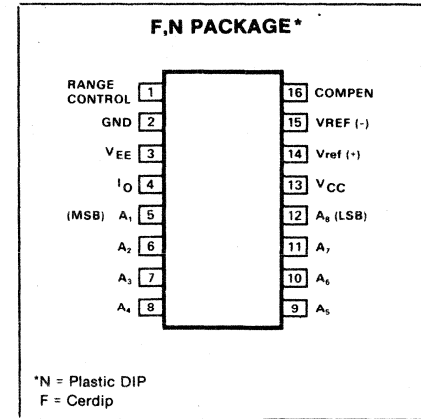 F,N PACKAGE*
RANGE CONTROL 1
GND 2
VEE 3
IO 4
(MSB) A1 5
A2 6
A3 7
A4 8
16 COMPEN
15 VREF (-)
14 Vref (+)
13 VCC
12 A8 (LSB)
11 A7
10 A6
9 A5
*N = Plastic DIP
F = Cerdip